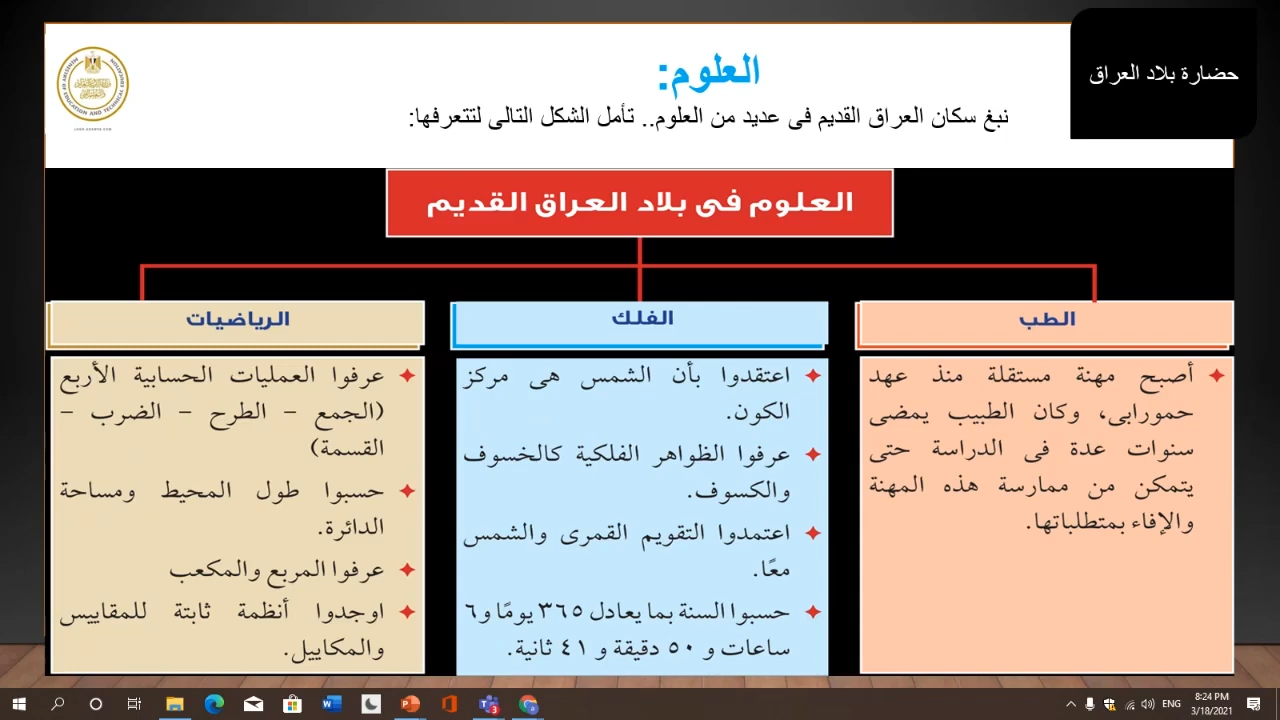 حضارة بلاد العراق
العلوم:
نبغ سكان العراق القديم فى عديد من العلوم.. تأمل الشكل التالى لتتعرفها:
العلوم فى بلاد العراق القديم
الطب
أصبح مهنة مستقلة منذ عهد
حمورابى، وكان الطبيب يمضى
سنوات عدة فى الدراسة حتى
يتمكن من ممارسة هذه المهنة
والإفاء بمتطلباتها.
الفلك
اعتقدوا بأن الشمس هى مركز
الكون.
عرفوا الظواهر الفلكية كالخسوف
والكسوف.
اعتمدوا التقويم القمرى والشمس
معًا.
حسبوا السنة بما يعادل ٣٦٥ يومًا و ٦
ساعات و ٥٠ دقيقة و ٤١ ثانية.
الرياضيات
عرفوا العمليات الحسابية الأربع
(الجمع – الطرح – الضرب –
القسمة)
حسبوا طول المحيط ومساحة
الدائرة.
عرفوا المربع والمكعب
اوجدوا أنظمة ثابتة للمقاييس
والمكاييل.
ENG
8:24 PM
3/18/2021